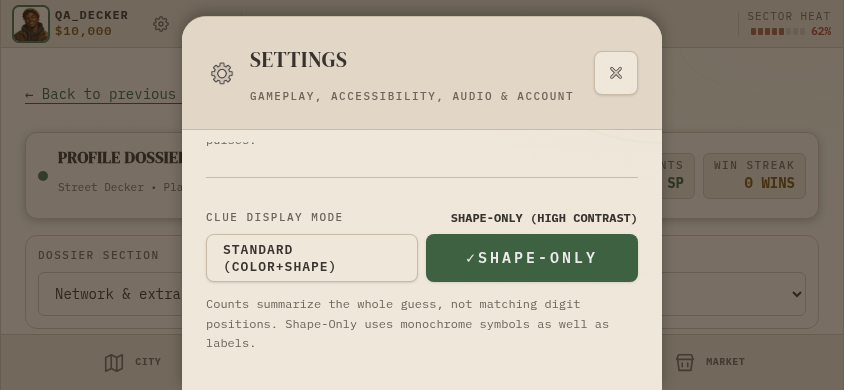 QA_DECKER
$10,000
SECTOR HEAT
62%
SETTINGS
GAMEPLAY, ACCESSIBILITY, AUDIO & ACCOUNT
← Back to previous
PROFILE DOSSIE
Street Decker • Pla
NTS
SP
WIN STREAK
0 WINS
pulses.
CLUE DISPLAY MODE
SHAPE-ONLY (HIGH CONTRAST)
STANDARD
(COLOR+SHAPE)
✓SHAPE-ONLY
Counts summarize the whole guess, not matching digit
positions. Shape-Only uses monochrome symbols as well as
labels.
DOSSIER SECTION
Network & extra
CITY
MARKET